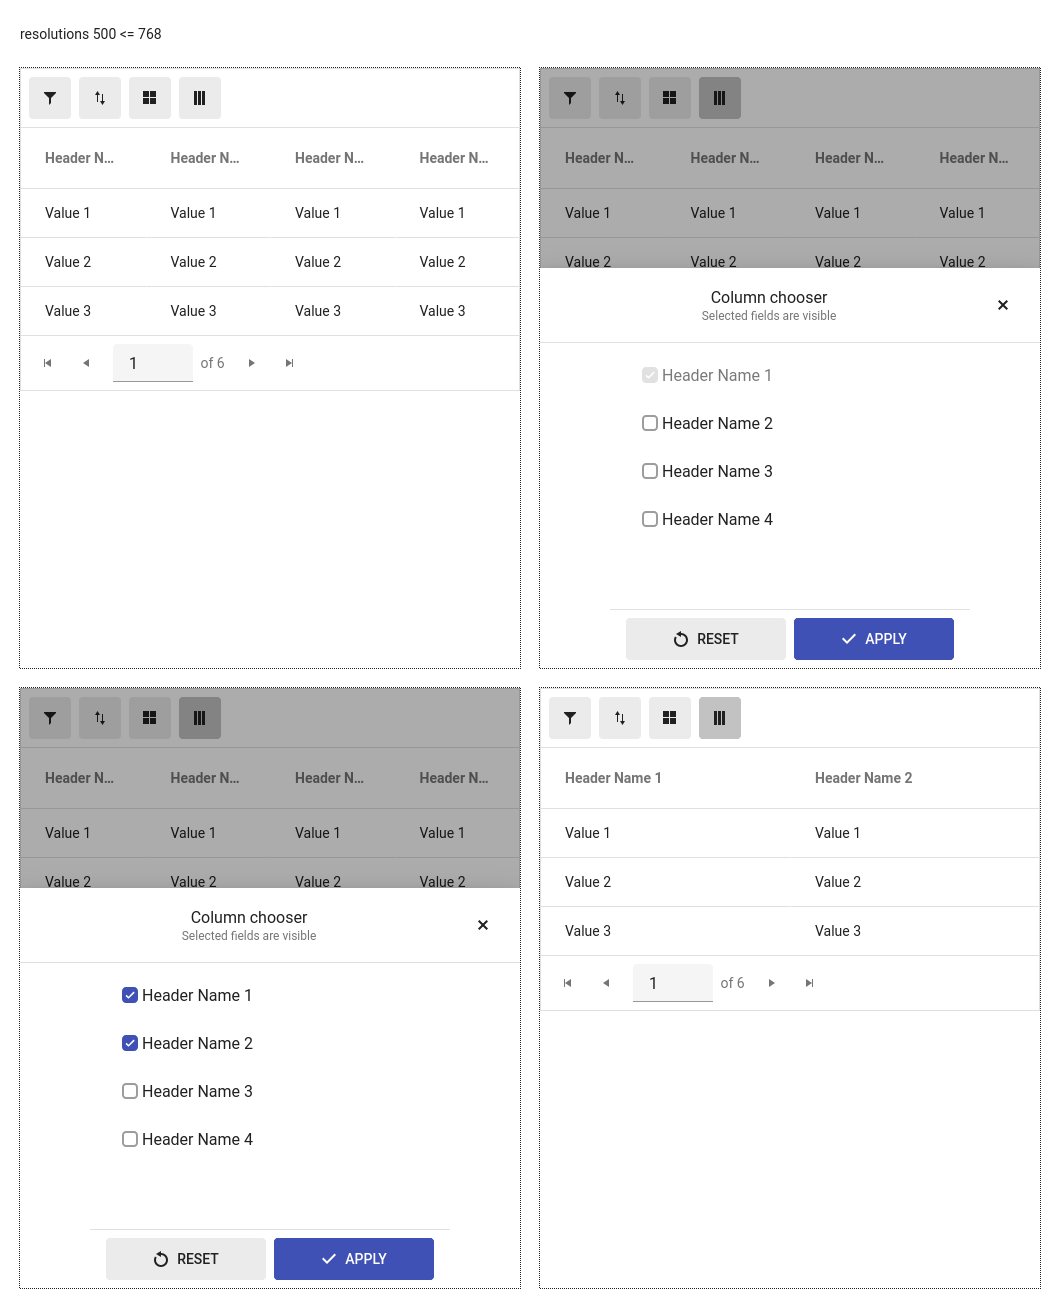 resolutions 500 <= 768
Header N... Header N... Header N... Header N...
Value 1 Value 1 Value 1 Value 1
Value 2 Value 2 Value 2 Value 2
Value 3 Value 3 Value 3 Value 3
1 of 6
Header N... Header N... Header N... Header N...
Value 1 Value 1 Value 1 Value 1
Value 2 Value 2 Value 2 Value 2
Column chooser
Selected fields are visible
Header Name 1
Header Name 2
Header Name 3
Header Name 4
RESET APPLY
Header N... Header N... Header N... Header N...
Value 1 Value 1 Value 1 Value 1
Value 2 Value 2 Value 2 Value 2
Column chooser
Selected fields are visible
Header Name 1
Header Name 2
Header Name 3
Header Name 4
RESET APPLY
Header Name 1 Header Name 2
Value 1 Value 1
Value 2 Value 2
Value 3 Value 3
1 of 6